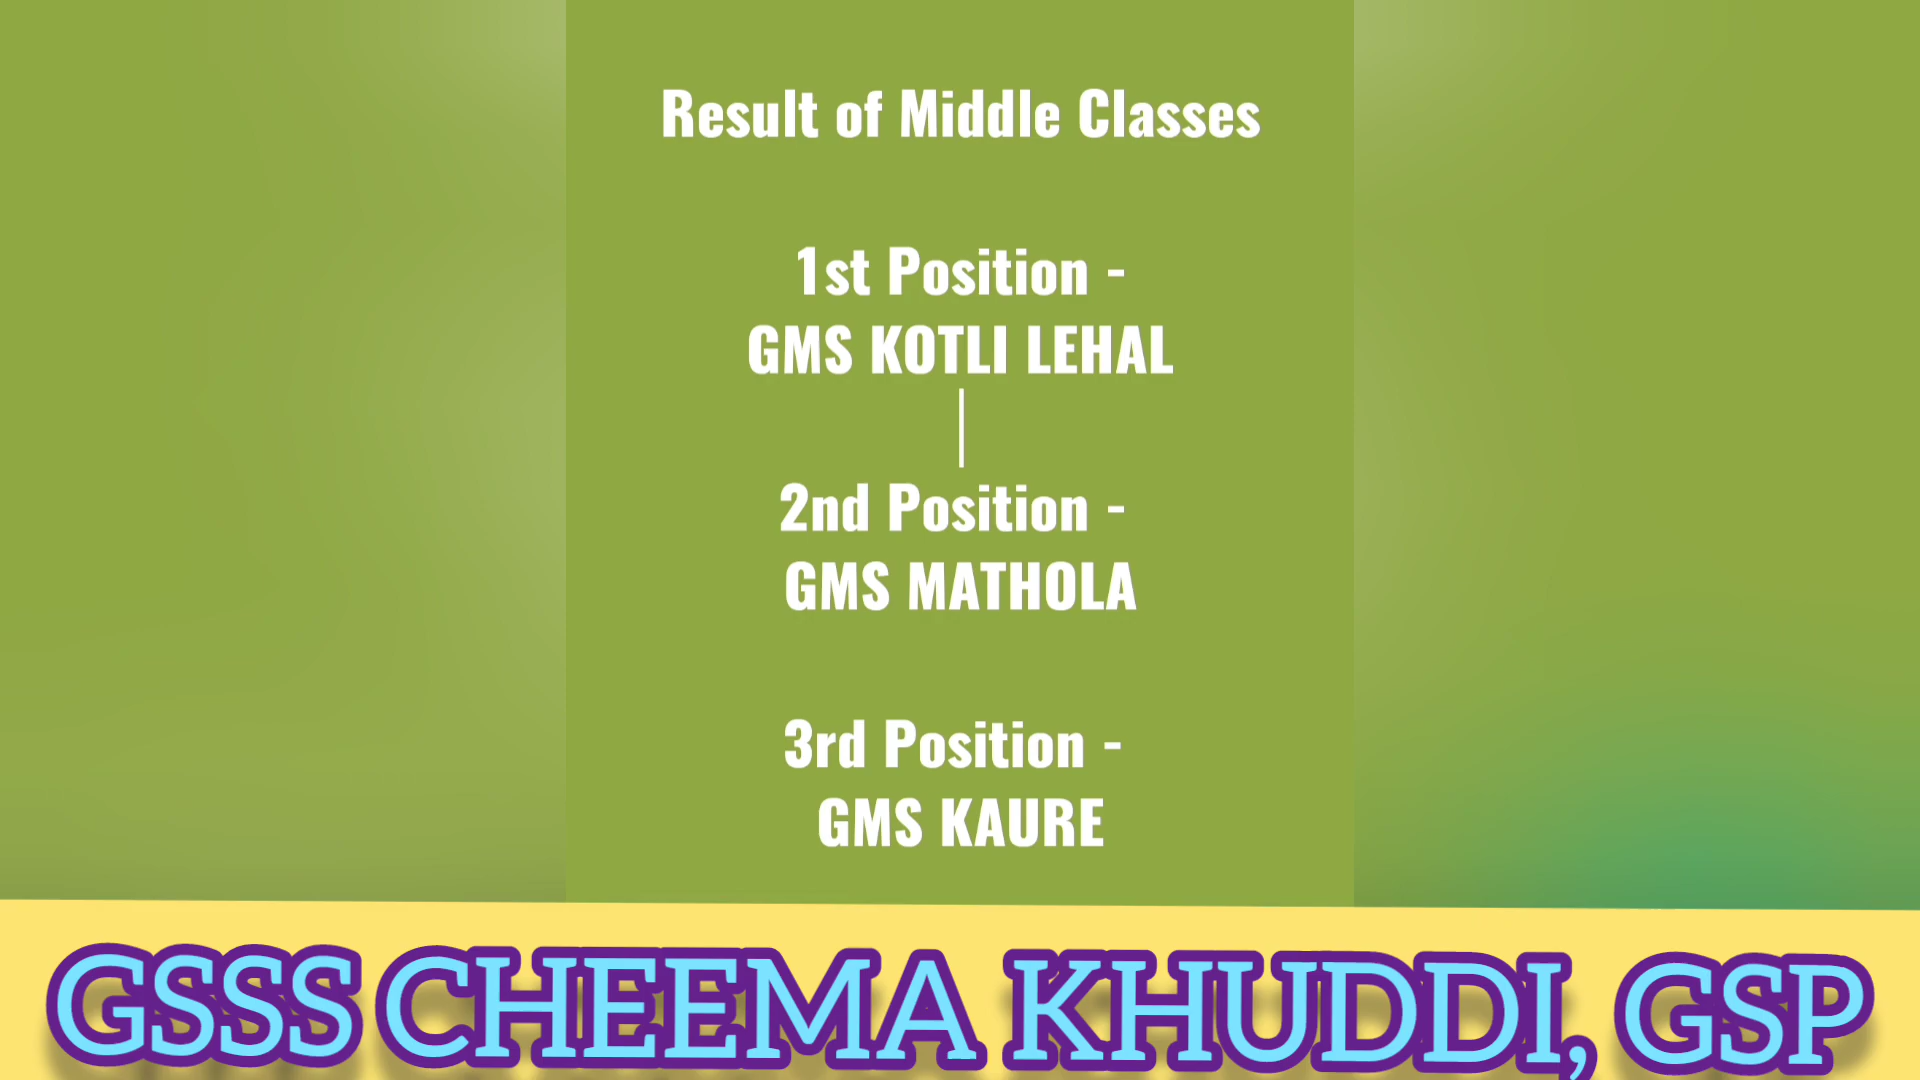 Result of Middle Classes
1st Position -
GMS KOTLI LEHAL
2nd Position -
GMS MATHOLA
3rd Position -
GMS KAURE
GSSS CHEEMA KHUDDI, GSP